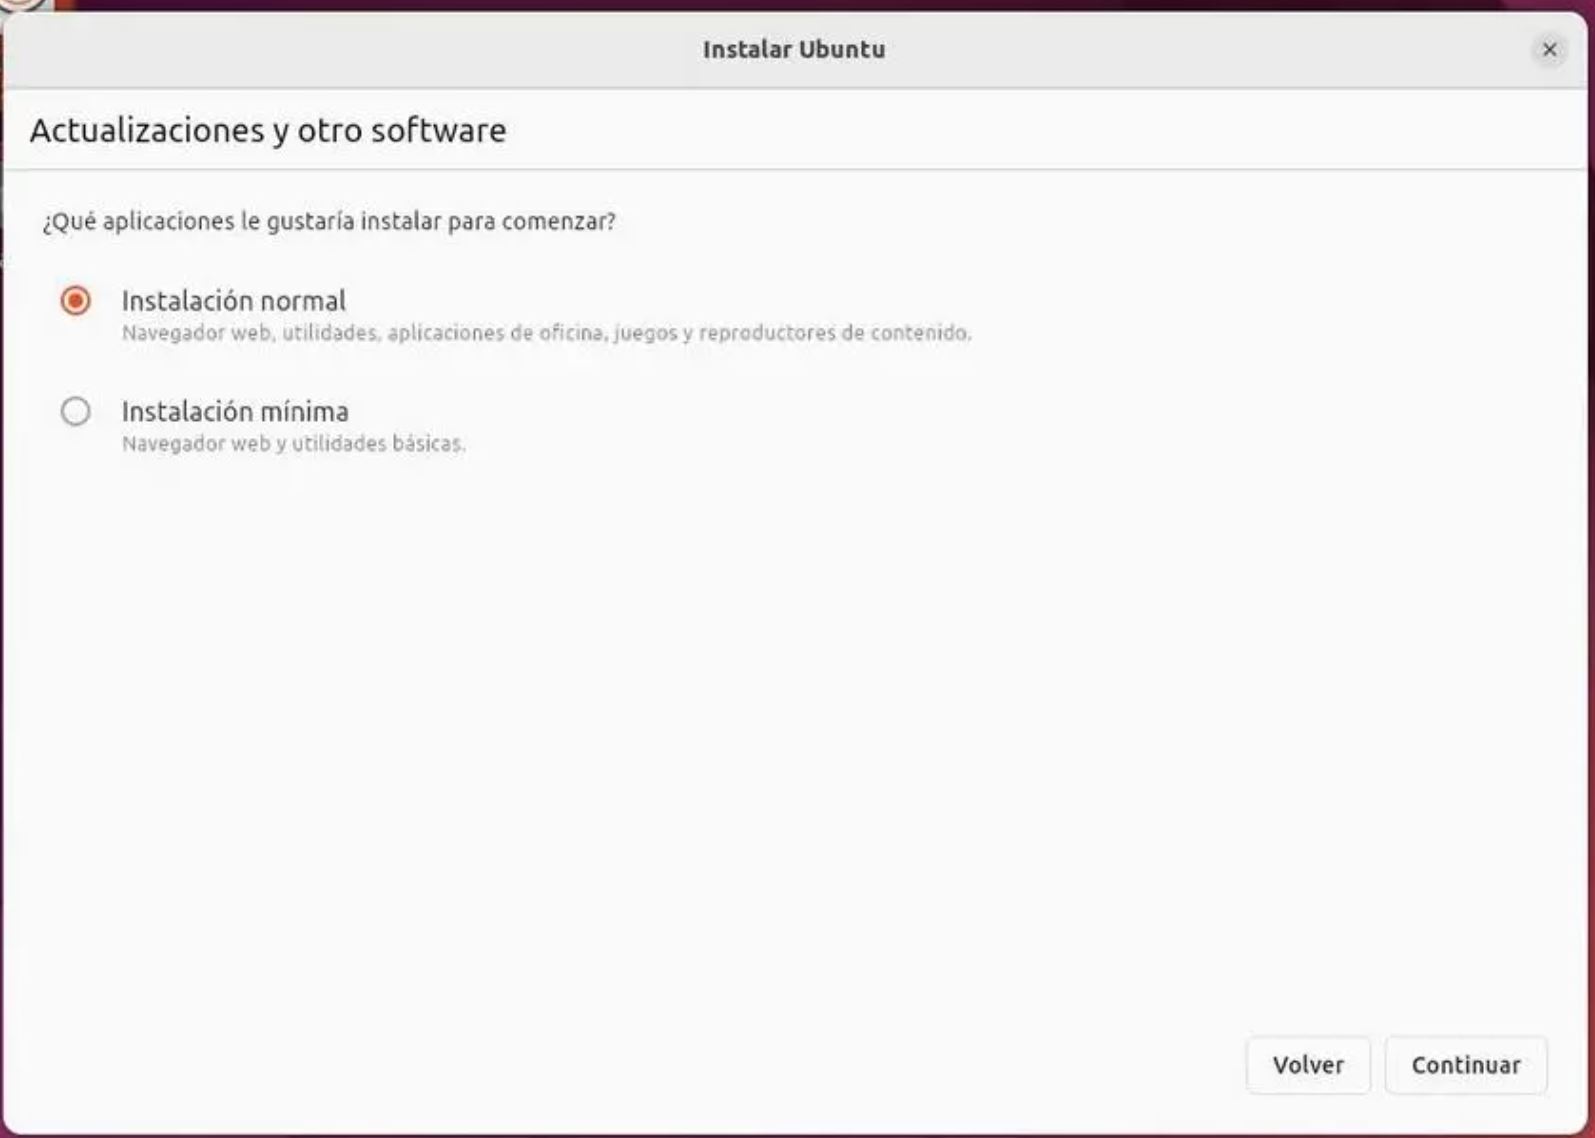 Instalar Ubuntu
Actualizaciones y otro software
¿Qué aplicaciones le gustaría instalar para comenzar?
Instalación normal
Navegador web, utilidades, aplicaciones de oficina, juegos y reproductores de contenido.
Instalación mínima
Navegador web y utilidades básicas.
Volver
Continuar